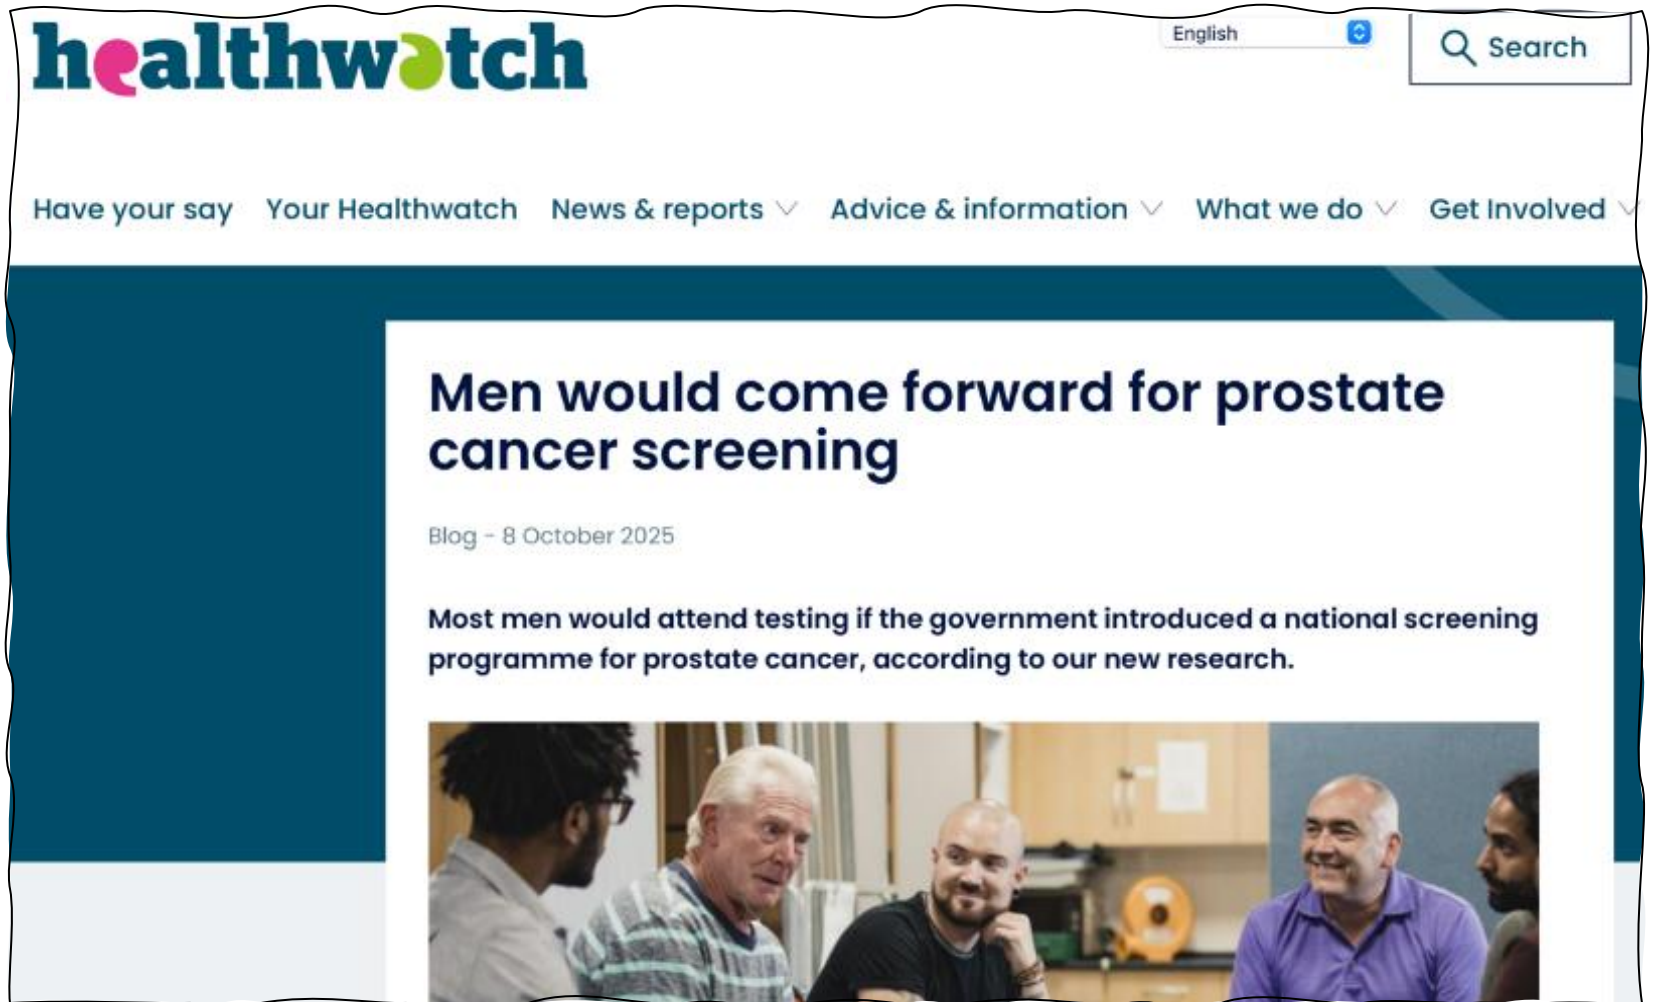 healthwatch
English
Search
Have your say Your Healthwatch News & reports Advice & information What we do Get Involved
Men would come forward for prostate
cancer screening
Blog - 8 October 2025
Most men would attend testing if the government introduced a national screening
programme for prostate cancer, according to our new research.